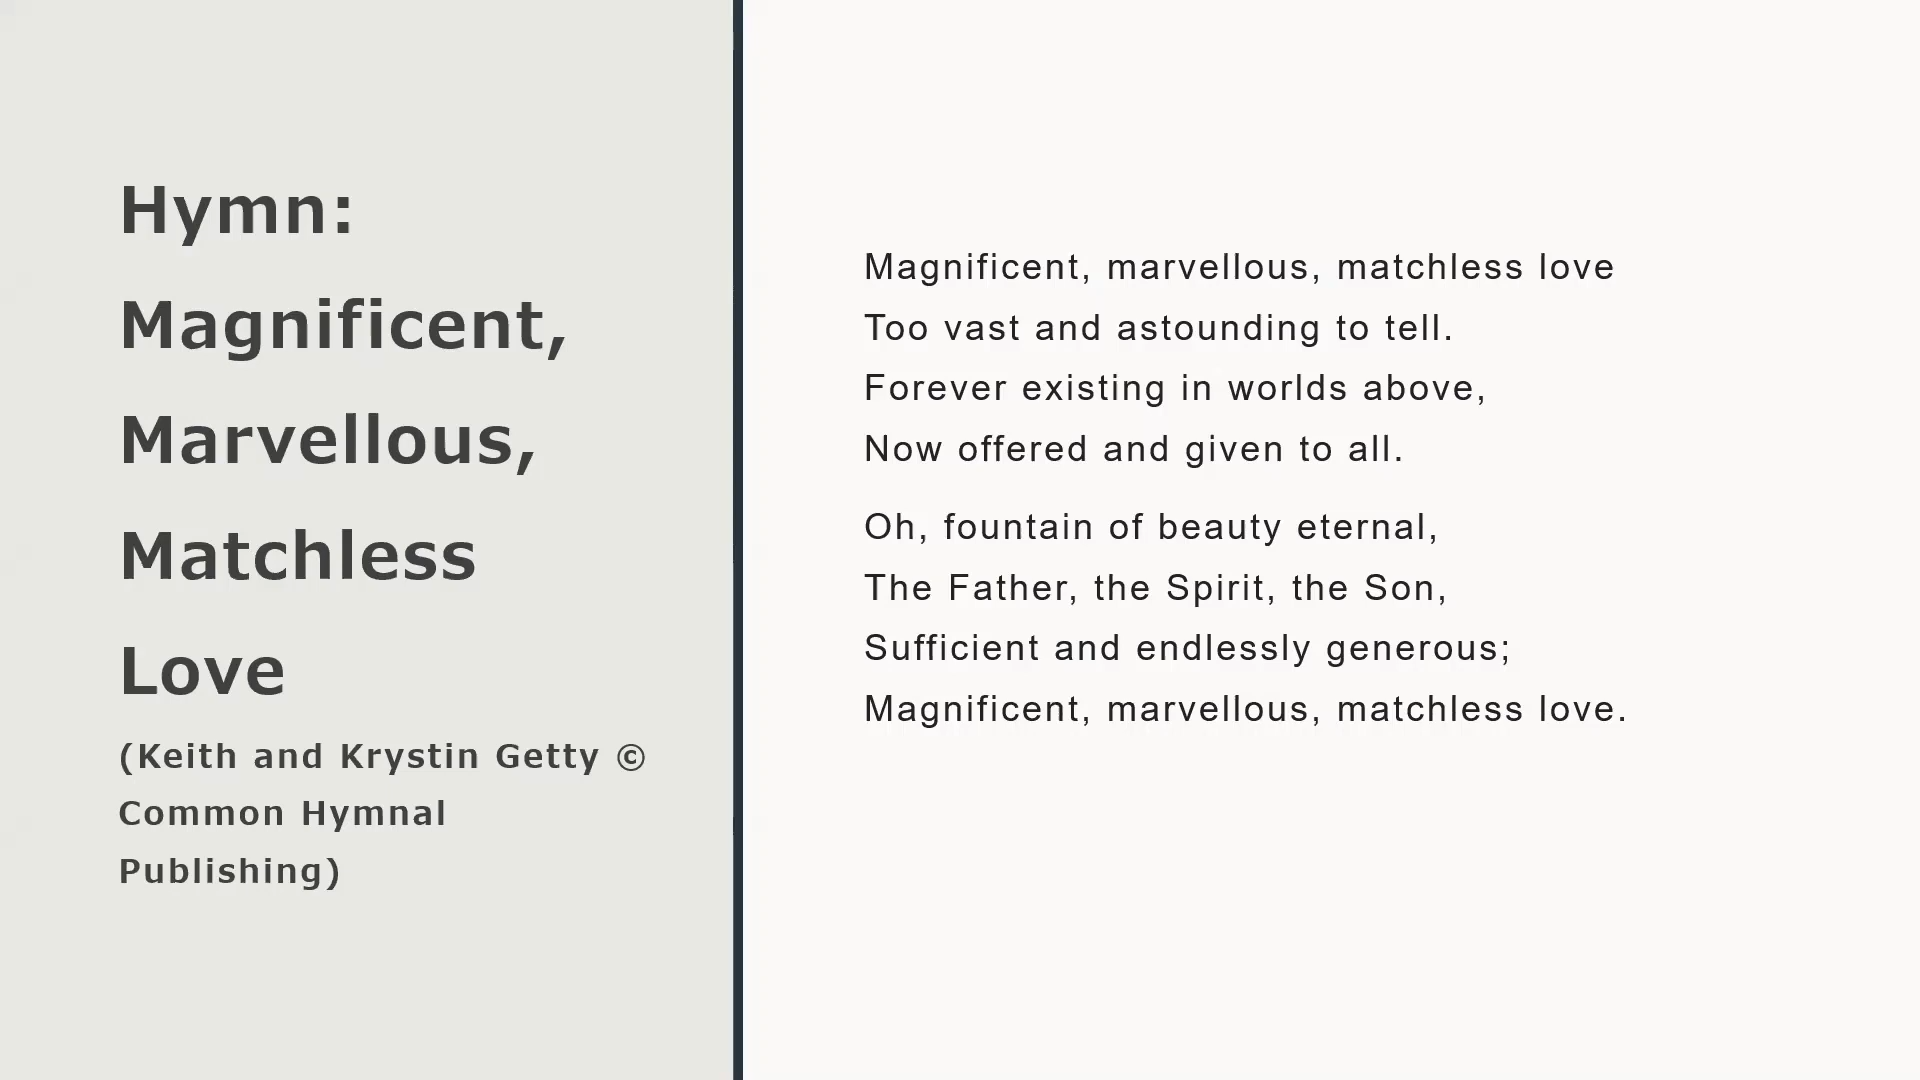 Hymn:
Magnificent,
Marvellous,
Matchless
Love
(Keith and Krystin Getty ©
Common Hymnal
Publishing)
Magnificent, marvellous, matchless love
Too vast and astounding to tell.
Forever existing in worlds above,
Now offered and given to all.
Oh, fountain of beauty eternal,
The Father, the Spirit, the Son,
Sufficient and endlessly generous;
Magnificent, marvellous, matchless love.